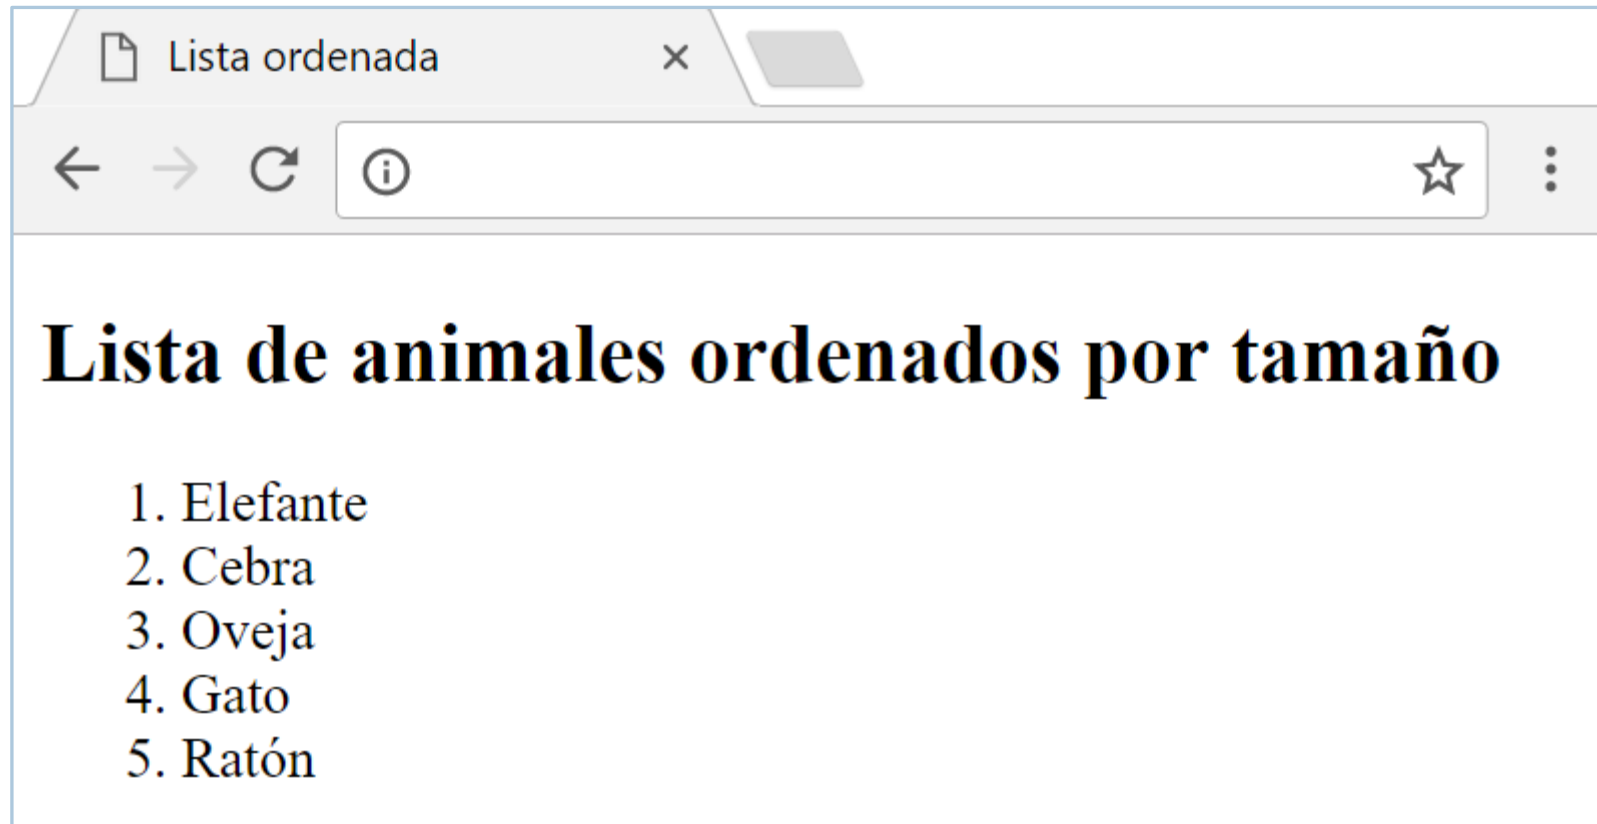 Lista ordenada
Lista de animales ordenados por tamaño
1. Elefante
2. Cebra
3. Oveja
4. Gato
5. Ratón